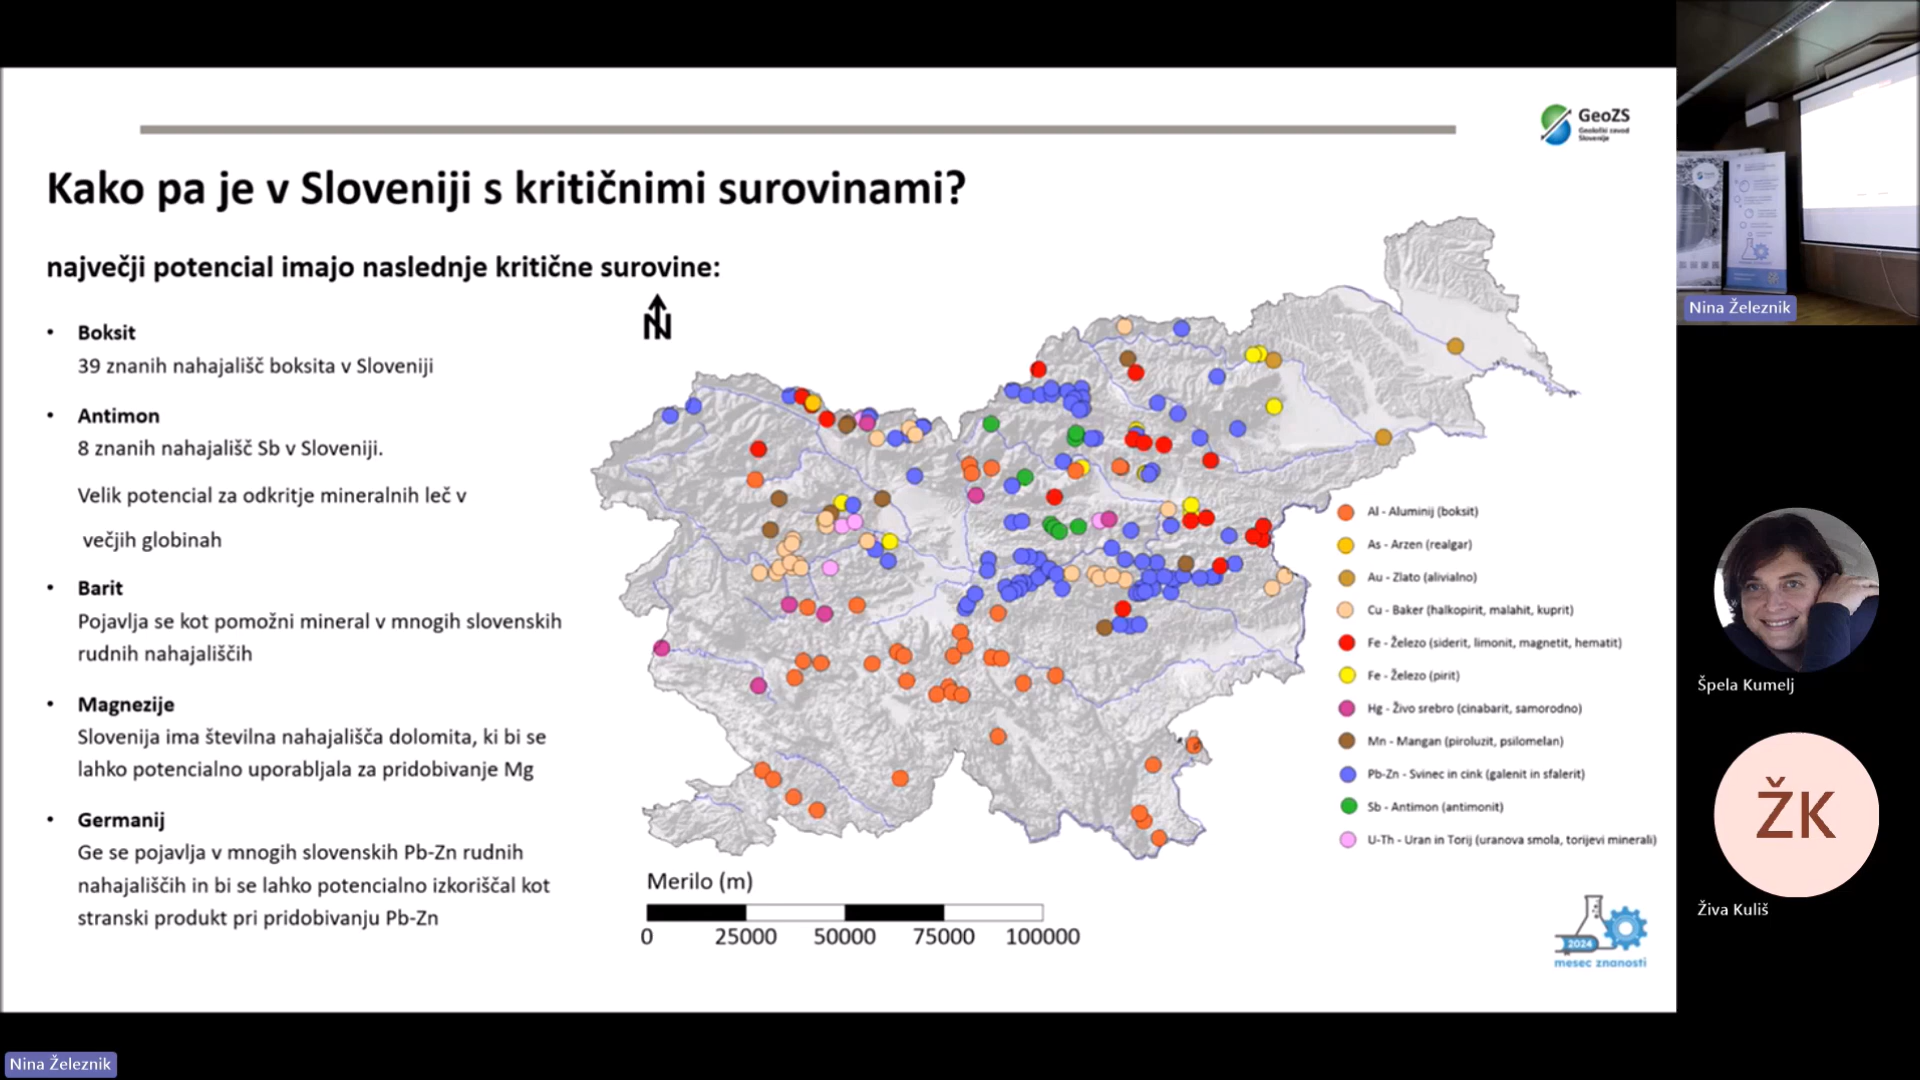 GeoZS
Geološki zavod
Slovenije
Kako pa je v Sloveniji s kritičnimi surovinami?
največji potencial imajo naslednje kritične surovine:
• Boksit
39 znanih nahajališč boksita v Sloveniji
• Antimon
8 znanih nahajališč Sb v Sloveniji.
Velik potencial za odkritje mineralnih leč v
večjih globinah
• Barit
Pojavlja se kot pomožni mineral v mnogih slovenskih
rudnih nahajališčih
• Magnezije
Slovenija ima številna nahajališča dolomita, ki bi se
lahko potencialno uporabljala za pridobivanje Mg
• Germanij
Ge se pojavlja v mnogih slovenskih Pb-Zn rudnih
nahajališčih in bi se lahko potencialno izkoriščal kot
stranski produkt pri pridobivanju Pb-Zn
N
Al - Aluminij (boksit)
As - Arzen (realgar)
Au - Zlato (alivialno)
Cu - Baker (halkopirit, malahit, kuprit)
Fe - Železo (siderit, limonit, magnetit, hematit)
Fe - Železo (pirit)
Hg - Živo srebro (cinabarit, samorodno)
Mn - Mangan (piroluzit, psilomelan)
Pb-Zn - Svinec in cink (galenit in sfalerit)
Sb - Antimon (antimonit)
U-Th - Uran in Torij (uranova smola, torijevi minerali)
Merilo (m)
0 25000 50000 75000 100000
2024
mesec znanosti
Nina Železnik
Špela Kumelj
ŽK
Živa Kuliš
Nina Železnik